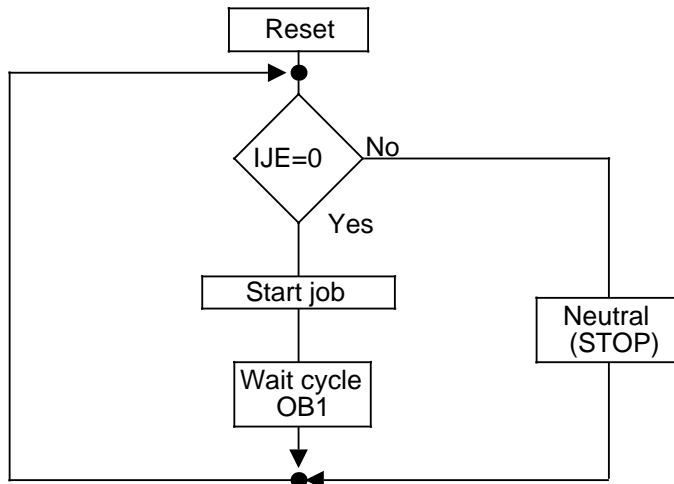 Reset
IJE=0
No
Yes
Start job
Neutral
(STOP)
Wait cycle
OB1